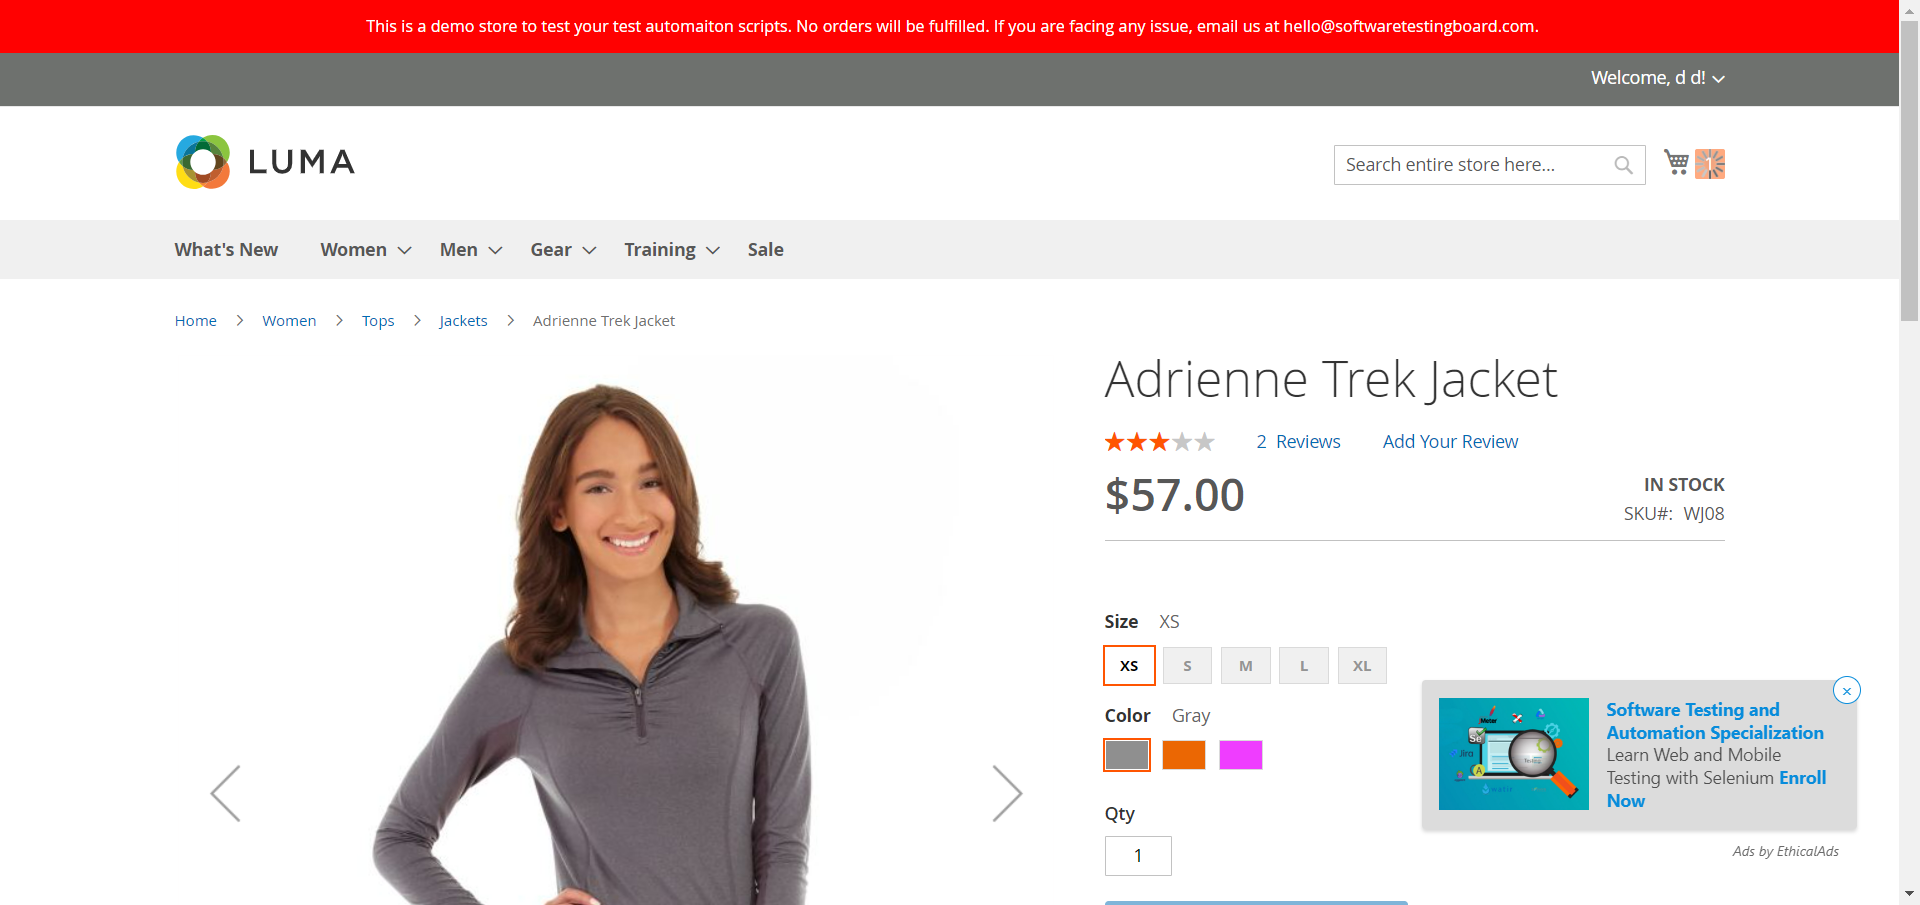 This is a demo store to test your test automaiton scripts. No orders will be fulfilled. If you are facing any issue, email us at hello@softwaretestingboard.com.
Welcome, d d!
LUMA
Search entire store here...
1
What's New Women Men Gear Training Sale
Home > Women > Tops > Jackets > Adrienne Trek Jacket
Adrienne Trek Jacket
2 Reviews Add Your Review
$57.00
IN STOCK
SKU#: WJ08
Size XS
XS S M L XL
Color Gray
Qty
1
×
Software Testing and
Automation Specialization
Learn Web and Mobile
Testing with Selenium Enroll
Now
Meter
Se
Jira
Ads by EthicalAds